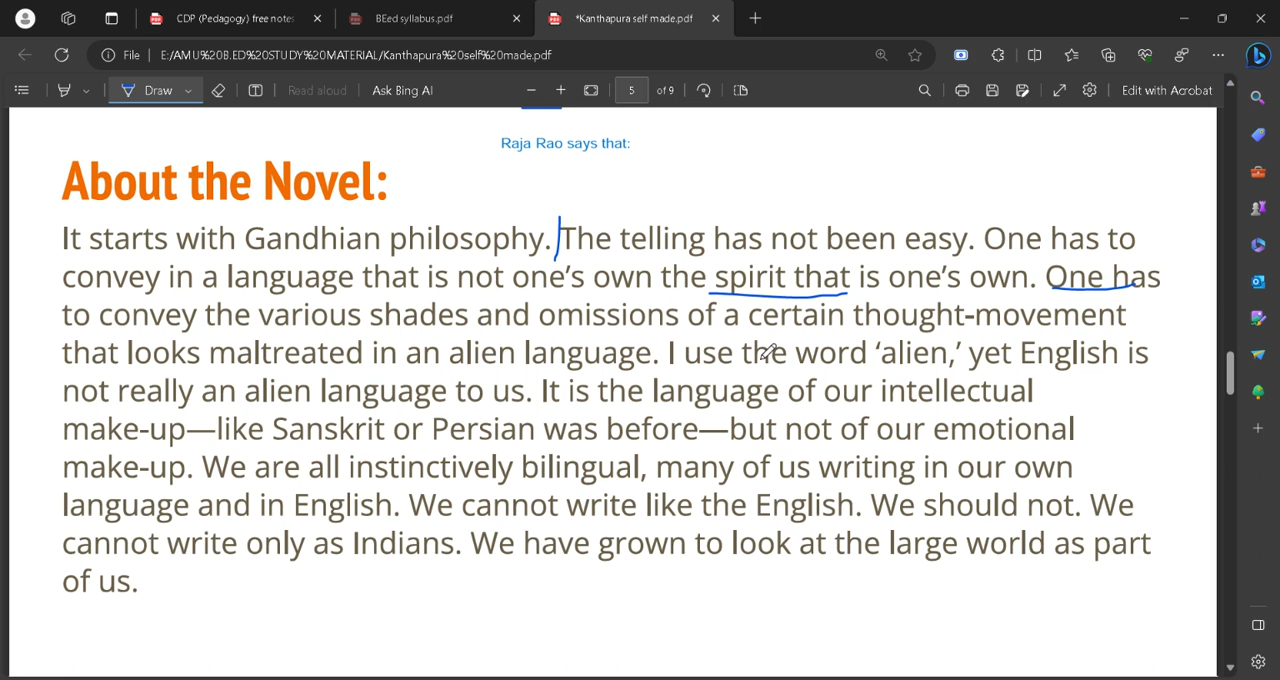 CDP (Pedagogy) free notes
BEed syllabus.pdf
*Kanthapura self made.pdf
File
E:/AMU%20B.ED%20STUDY%20MATERIAL/Kanthapura%20self%20made.pdf
Draw
Read aloud
Ask Bing AI
5 of 9
Edit with Acrobat
Raja Rao says that:
About the Novel:
It starts with Gandhian philosophy. The telling has not been easy. One has to
convey in a language that is not one's own the spirit that is one's own. One has
to convey the various shades and omissions of a certain thought-movement
that looks maltreated in an alien language. I use the word 'alien,' yet English is
not really an alien language to us. It is the language of our intellectual
make-up—like Sanskrit or Persian was before—but not of our emotional
make-up. We are all instinctively bilingual, many of us writing in our own
language and in English. We cannot write like the English. We should not. We
cannot write only as Indians. We have grown to look at the large world as part
of us.